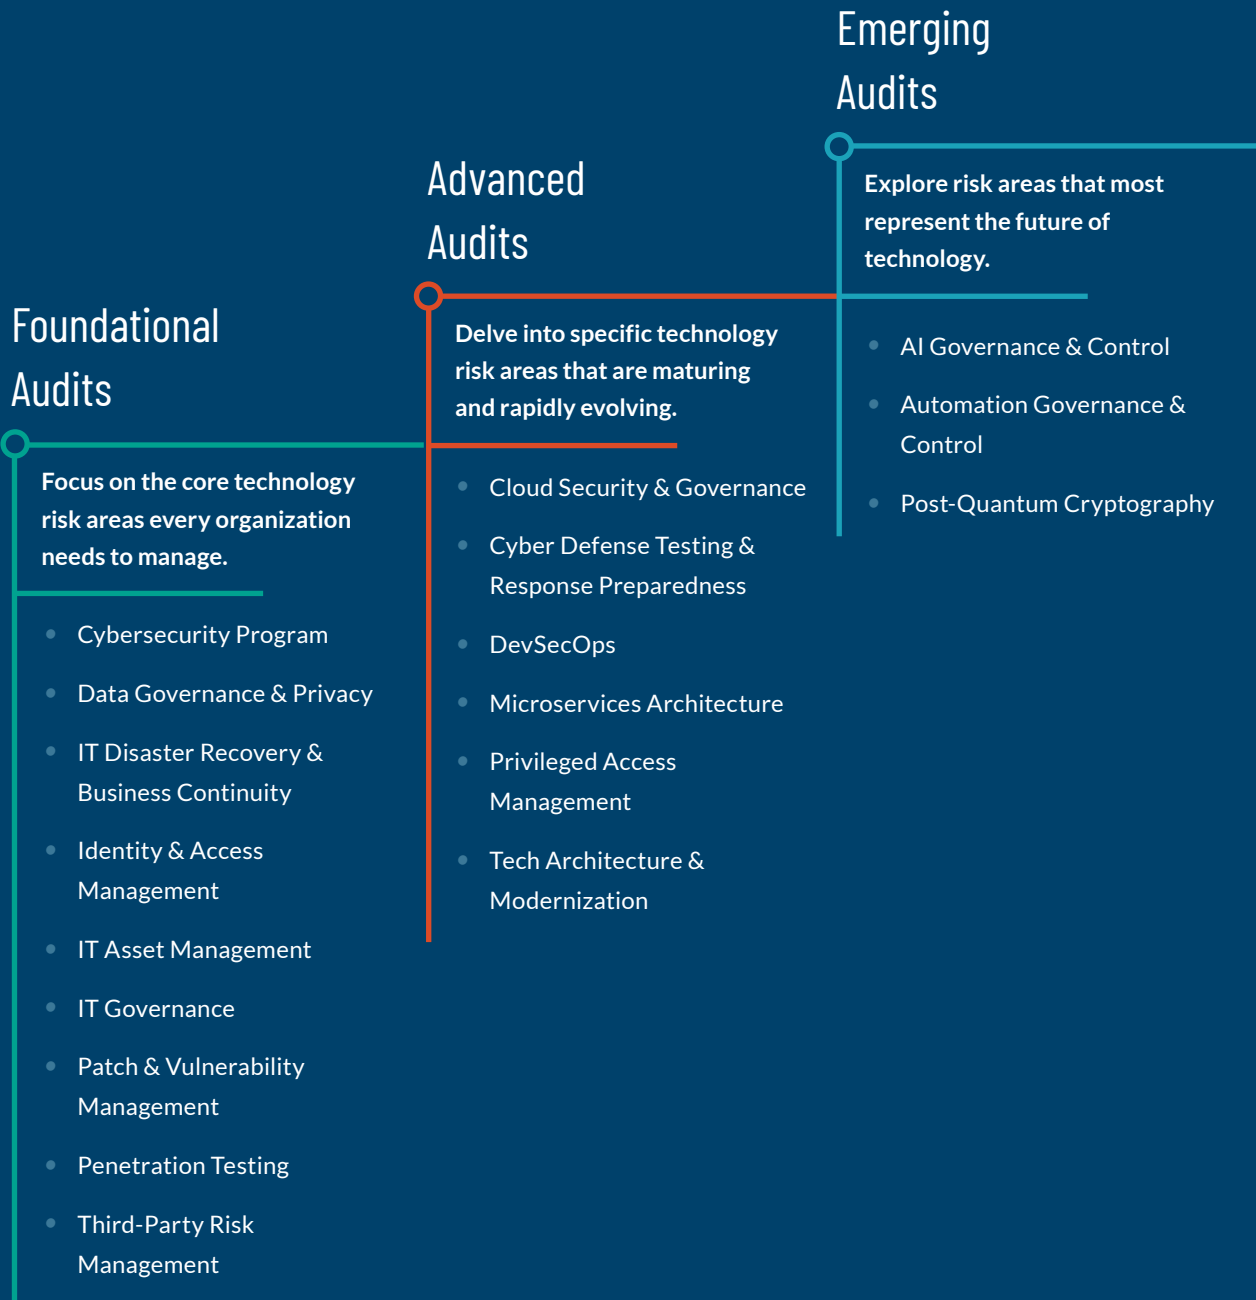 Foundational
Audits
Focus on the core technology
risk areas every organization
needs to manage.
Cybersecurity Program
Data Governance & Privacy
IT Disaster Recovery &
Business Continuity
Identity & Access
Management
IT Asset Management
IT Governance
Patch & Vulnerability
Management
Penetration Testing
Third-Party Risk
Management
Advanced
Audits
Delve into specific technology
risk areas that are maturing
and rapidly evolving.
Cloud Security & Governance
Cyber Defense Testing &
Response Preparedness
DevSecOps
Microservices Architecture
Privileged Access
Management
Tech Architecture &
Modernization
Emerging
Audits
Explore risk areas that most
represent the future of
technology.
AI Governance & Control
Automation Governance &
Control
Post-Quantum Cryptography